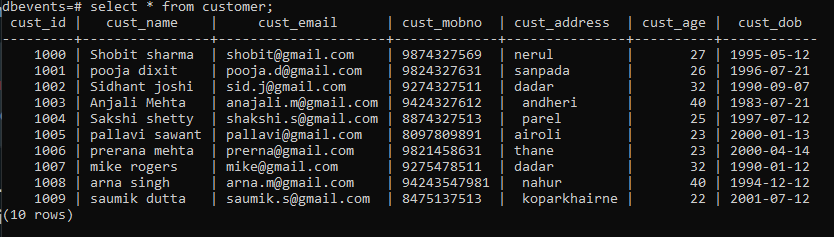 dbevents=# select * from customer;
 cust_id |   cust_name    |     cust_email      | cust_mobno  | cust_address  | cust_age |  cust_dob
---------+----------------+---------------------+-------------+---------------+----------+------------
    1000 | Shobit sharma  | shobit@gmail.com    | 9874327569  | nerul         |       27 | 1995-05-12
    1001 | pooja dixit    | pooja.d@gmail.com   | 9824327631  | sanpada       |       26 | 1996-07-21
    1002 | Sidhant joshi  | sid.j@gmail.com     | 9274327511  | dadar         |       32 | 1990-09-07
    1003 | Anjali Mehta   | anajali.m@gmail.com | 9424327612  |  andheri      |       40 | 1983-07-21
    1004 | Sakshi shetty  | shakshi.s@gmail.com | 8874327513  |  parel        |       25 | 1997-07-12
    1005 | pallavi sawant | pallavi@gmail.com   | 8097809891  | airoli        |       23 | 2000-01-13
    1006 | prerana mehta  | prerna@gmail.com    | 9821458631  | thane         |       23 | 2000-04-14
    1007 | mike rogers    | mike@gmail.com      | 9275478511  | dadar         |       32 | 1990-01-12
    1008 | arna singh     | arna.m@gmail.com    | 94243547981 |  nahur        |       40 | 1994-12-12
    1009 | saumik dutta   | saumik.s@gmail.com  | 8475137513  |  koparkhairne |       22 | 2001-07-12
(10 rows)